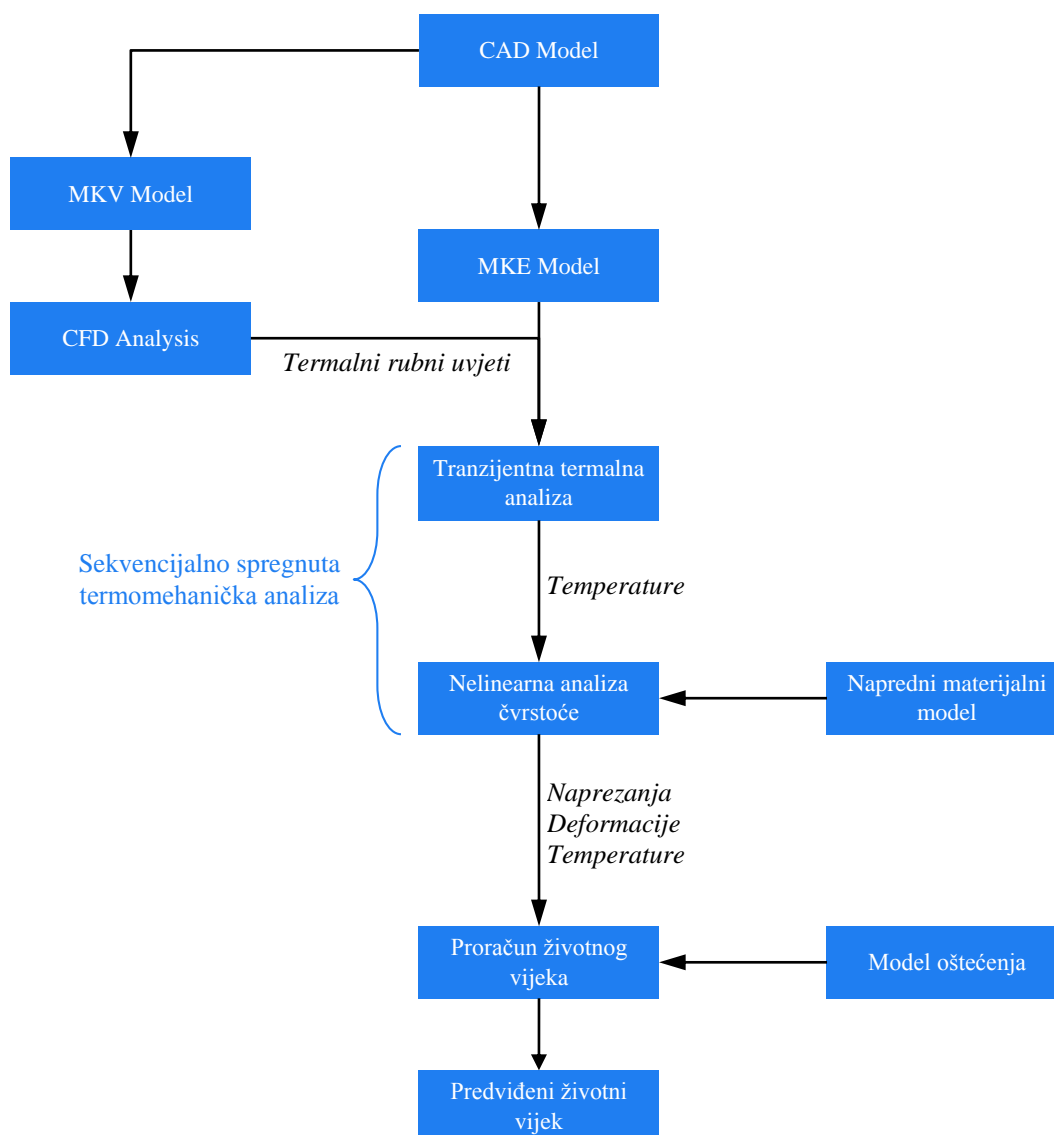 CAD Model
MKV Model
MKE Model
CFD Analysis
Termalni rubni uvjeti
Tranzijentna termalna
analiza
Sekvencijalno spregnuta
termomehanička analiza
Temperature
Nelinearna analiza
čvrstoće
Napredni materijalni
model
Naprezanja
Deformacije
Temperature
Proračun životnog
vijeka
Model oštećenja
Predviđeni životni
vijek